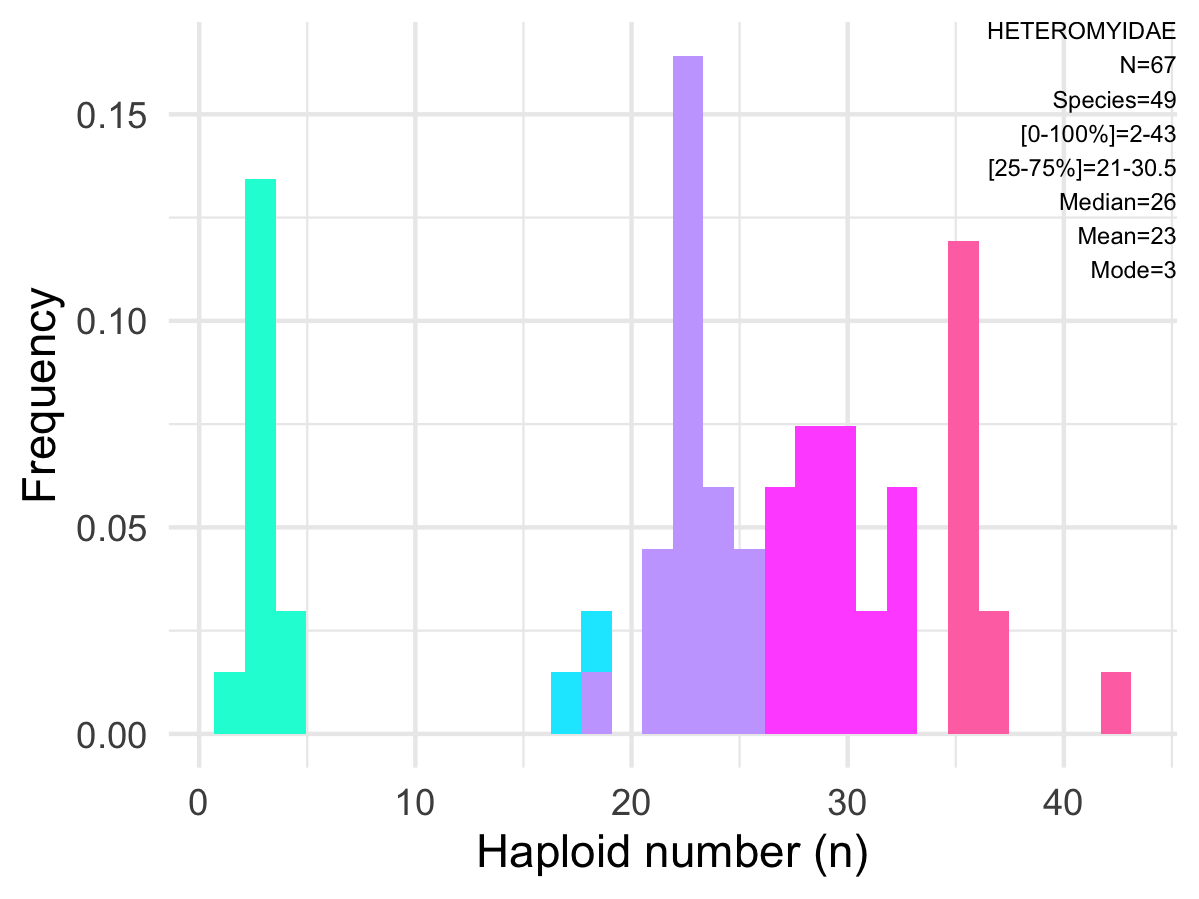 HETEROMYIDAE
N=67
Species=49
[0-100%]=2-43
[25-75%]=21-30.5
Median=26
Mean=23
Mode=3
Frequency
0.15
0.10
0.05
0.00
0 10 20 30 40
Haploid number (n)